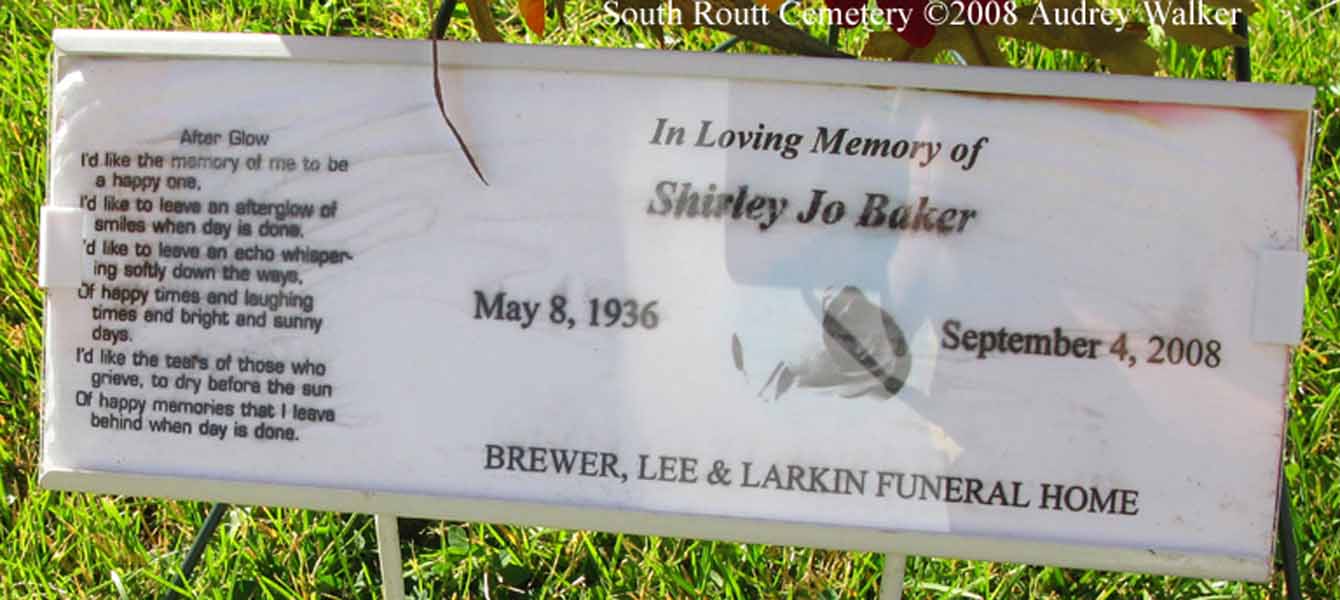 South Routt Cemetery ©2008 Audrey Walker
After Glow
I'd like the memory of me to be
a happy one,
I'd like to leave an afterglow of
smiles when day is done.
'd like to leave an echo whisper-
ing softly down the ways,
Of happy times and laughing
times and bright and sunny
days.
I'd like the tears of those who
grieve, to dry before the sun
Of happy memories that I leave
behind when day is done.
In Loving Memory of
Shirley Jo Baker
May 8, 1936
September 4, 2008
BREWER, LEE & LARKIN FUNERAL HOME